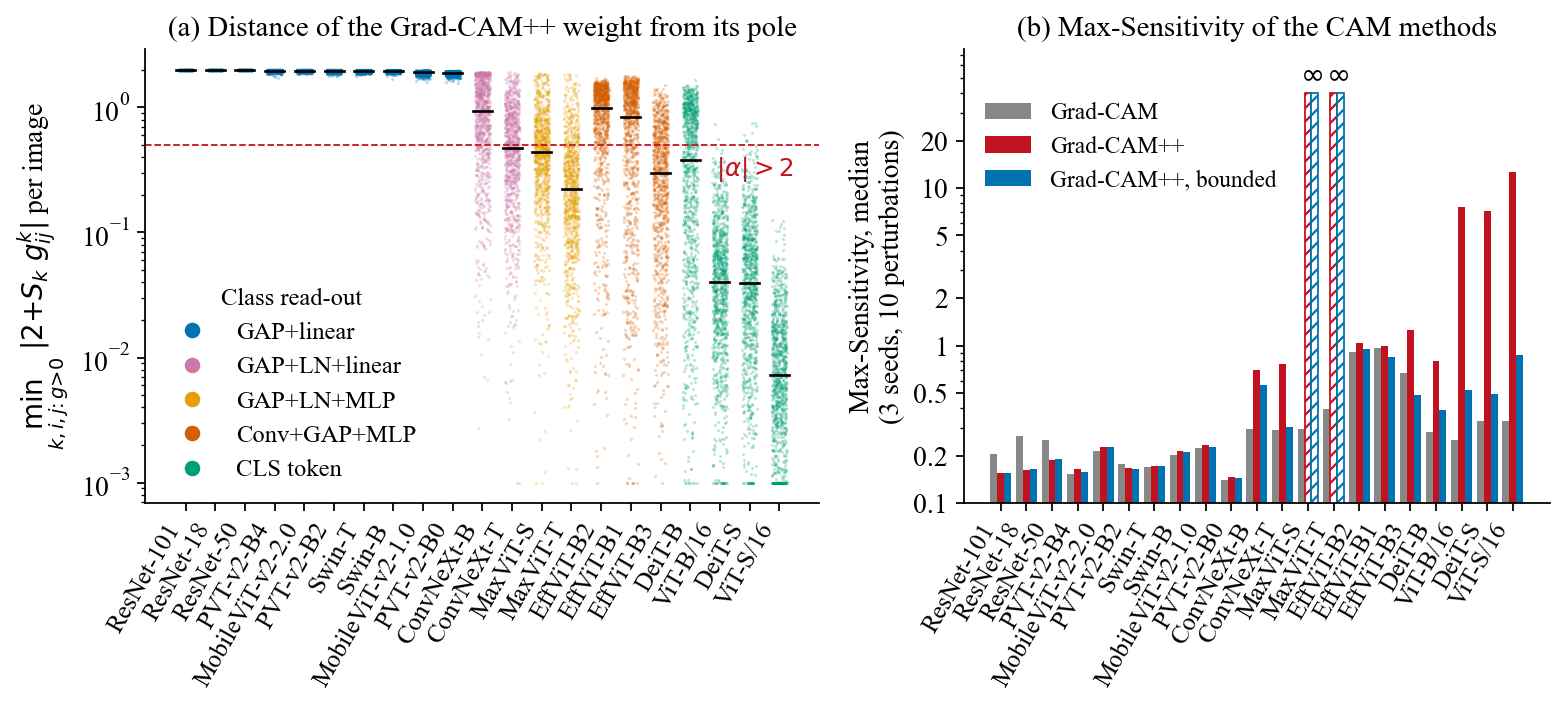 (a) Distance of the Grad-CAM++ weight from its pole
min k, i, j: g>0 |2+S_k g_ij^k| per image
10^0
10^−1
10^−2
10^−3
|α| > 2
Class read-out
GAP+linear
GAP+LN+linear
GAP+LN+MLP
Conv+GAP+MLP
CLS token
ResNet-101
ResNet-18
ResNet-50
PVT-v2-B4
MobileViT-v2-2.0
PVT-v2-B2
Swin-T
Swin-B
MobileViT-v2-1.0
PVT-v2-B0
ConvNeXt-B
ConvNeXt-T
MaxViT-S
MaxViT-T
EffViT-B2
EffViT-B1
EffViT-B3
DeiT-B
ViT-B/16
DeiT-S
ViT-S/16
(b) Max-Sensitivity of the CAM methods
Max-Sensitivity, median
(3 seeds, 10 perturbations)
20
10
5
2
1
0.5
0.2
0.1
Grad-CAM
Grad-CAM++
Grad-CAM++, bounded
∞ ∞
ResNet-101
ResNet-18
ResNet-50
PVT-v2-B4
MobileViT-v2-2.0
PVT-v2-B2
Swin-T
Swin-B
MobileViT-v2-1.0
PVT-v2-B0
ConvNeXt-B
ConvNeXt-T
MaxViT-S
MaxViT-T
EffViT-B2
EffViT-B1
EffViT-B3
DeiT-B
ViT-B/16
DeiT-S
ViT-S/16